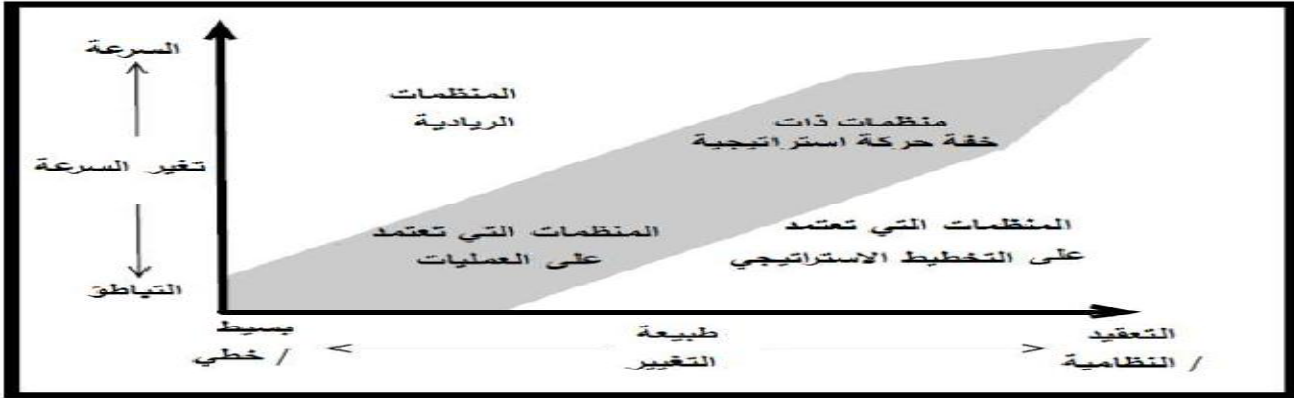 السرعة
تغير السرعة
التباطؤ
المنظمات
الريادية
منظمات ذات
خفة حركة استراتيجية
المنظمات التي تعتمد
على العمليات
المنظمات التي تعتمد
على التخطيط الاستراتيجي
بسيط
/ خطي
طبيعة
التغيير
التعقيد
/ النظامية